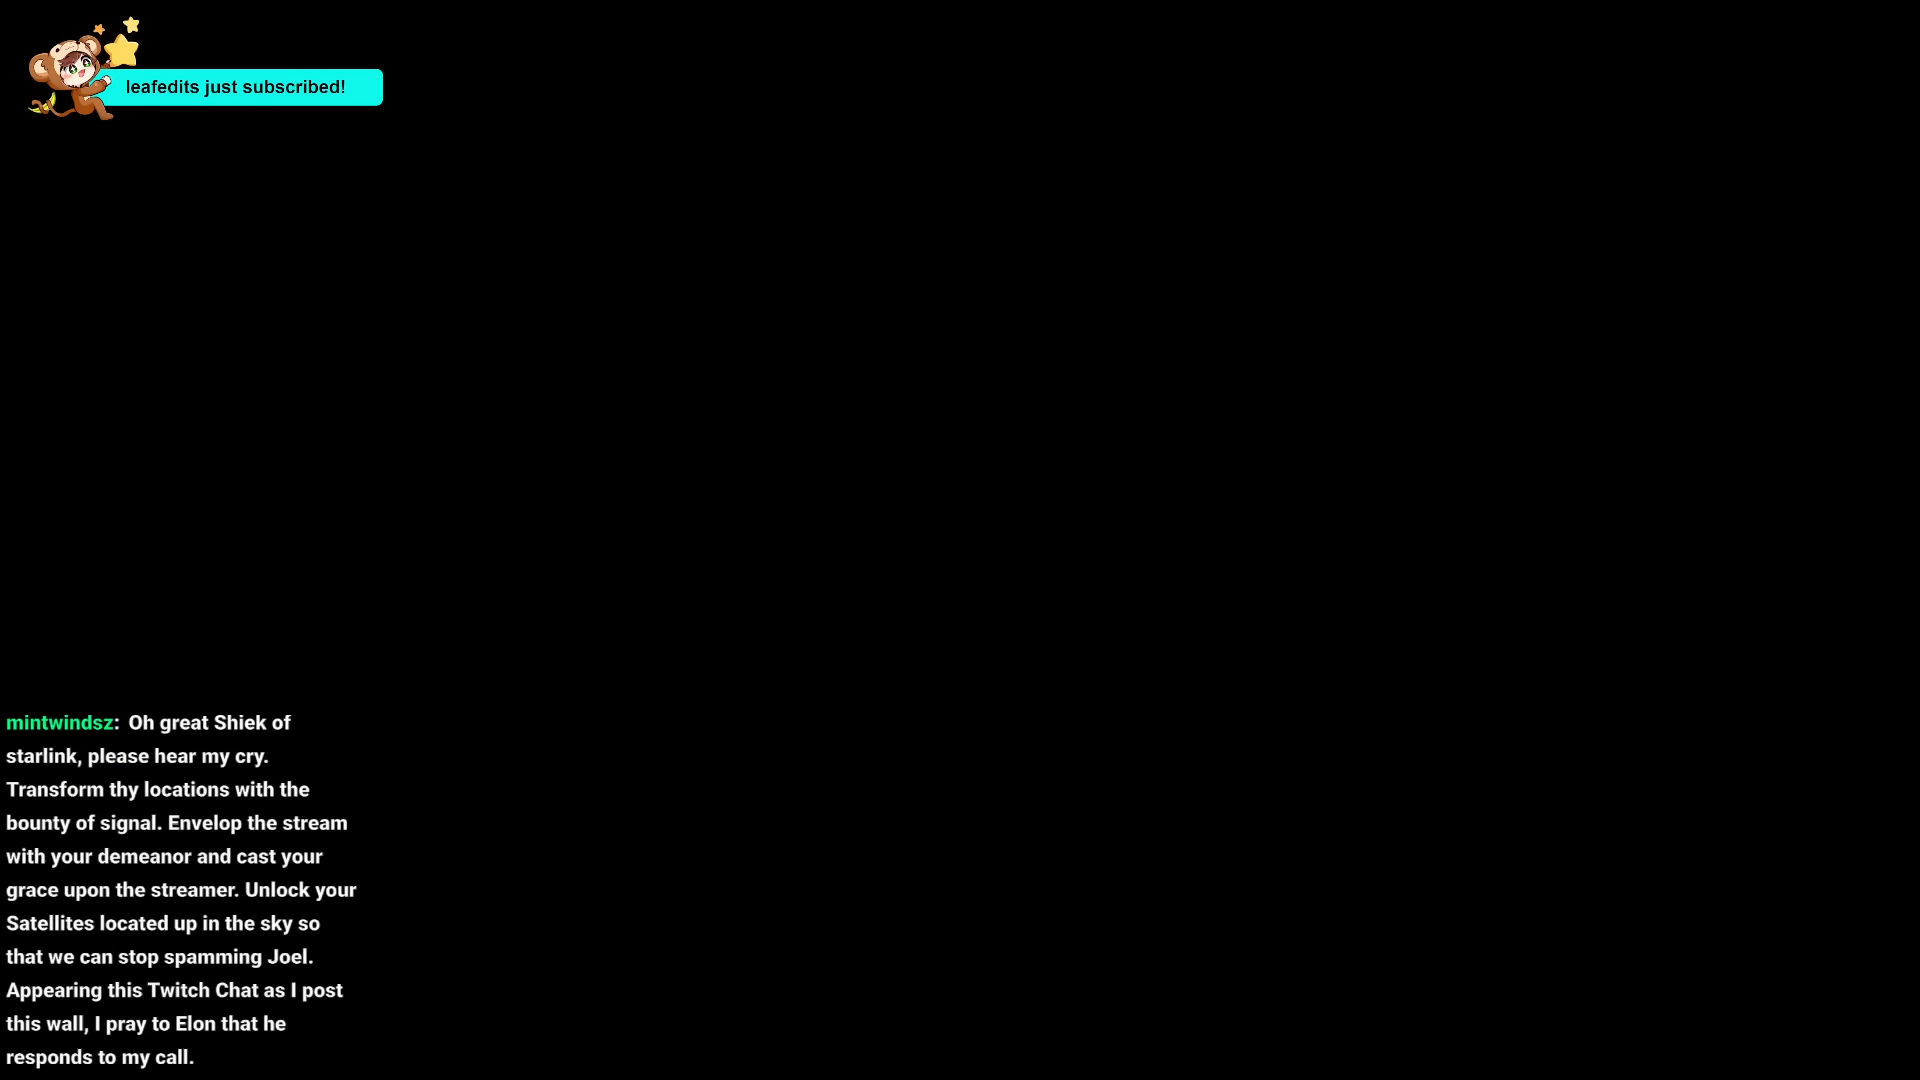 leafedits just subscribed!
mintwindsz: Oh great Shiek of
starlink, please hear my cry.
Transform thy locations with the
bounty of signal. Envelop the stream
with your demeanor and cast your
grace upon the streamer. Unlock your
Satellites located up in the sky so
that we can stop spamming Joel.
Appearing this Twitch Chat as I post
this wall, I pray to Elon that he
responds to my call.